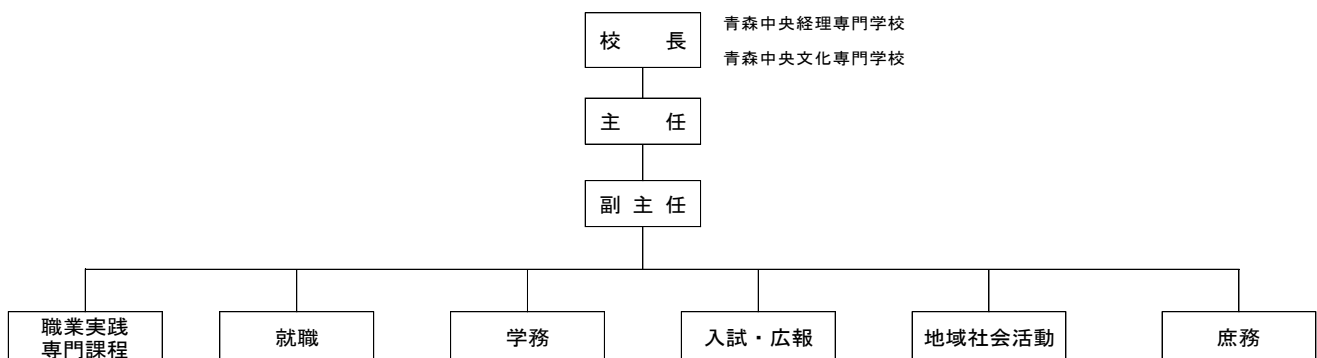 校　長
青森中央経理専門学校
青森中央文化専門学校
主　任
副 主 任
職業実践
専門課程
就職
学務
入試・広報
地域社会活動
庶務